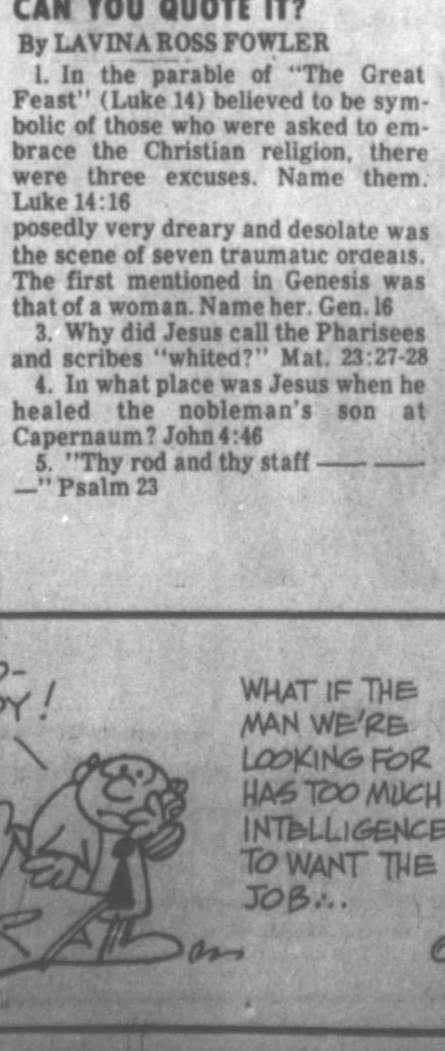 CAN YOU QUOTE IT?
By LAVINA ROSS FOWLER
1. In the parable of "The Great
Feast" (Luke 14) believed to be sym-
bolic of those who were asked to em-
brace the Christian religion, there
were three excuses. Name them.
Luke 14:16
posedly very dreary and desolate was
the scene of seven traumatic ordeals.
The first mentioned in Genesis was
that of a woman. Name her. Gen. 16
3. Why did Jesus call the Pharisees
and scribes "whited?" Mat. 23:27-28
4. In what place was Jesus when he
healed the nobleman's son at
Capernaum? John 4:46
5. "Thy rod and thy staff —— ——
—" Psalm 23
WHAT IF THE
MAN WE'RE
LOOKING FOR
HAS TOO MUCH
INTELLIGENCE
TO WANT THE
JOB...